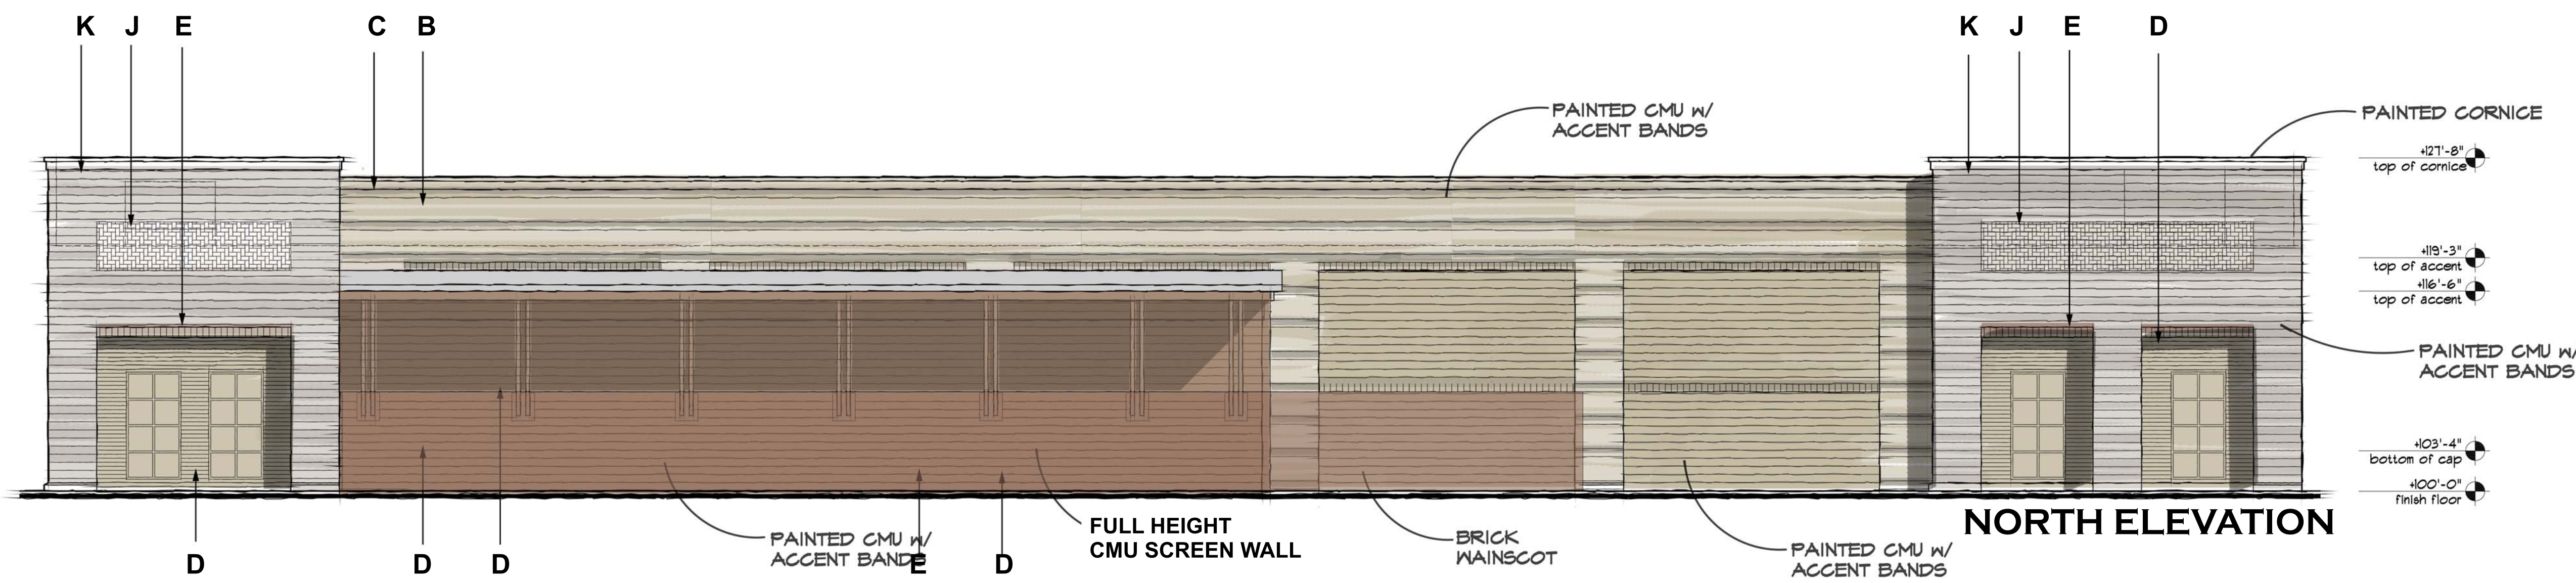 K J E C B K J E D
PAINTED CMU W/
ACCENT BANDS
PAINTED CORNICE
+127'-8"
top of cornice
+119'-3"
top of accent
+116'-6"
top of accent
PAINTED CMU W/
ACCENT BANDS
+103'-4"
bottom of cap
+100'-0"
finish floor
NORTH ELEVATION
FULL HEIGHT
CMU SCREEN WALL
PAINTED CMU W/
ACCENT BANDS
BRICK
WAINSCOT
PAINTED CMU W/
ACCENT BANDS
D D D E D